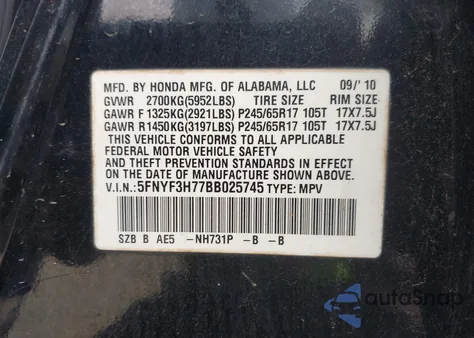 MFD. BY HONDA MFG. OF ALABAMA, LLC 09/'10
GVWR 2700KG(5952LBS) TIRE SIZE RIM SIZE
GAWR F 1325KG(2921LBS) P245/65R17 105T 17X7.5J
GAWR R1450KG(3197LBS) P245/65R17 105T 17X7.5J
THIS VEHICLE CONFORMS TO ALL APPLICABLE
FEDERAL MOTOR VEHICLE SAFETY AND
THEFT PREVENTION STANDARDS IN EFFECT ON
THE DATE OF MANUFACTURE SHOWN ABOVE.
V.I.N.:5FNYF3H77BB025745 TYPE: MPV
SZB B AE5 -NH731P -B -B
autoSnap